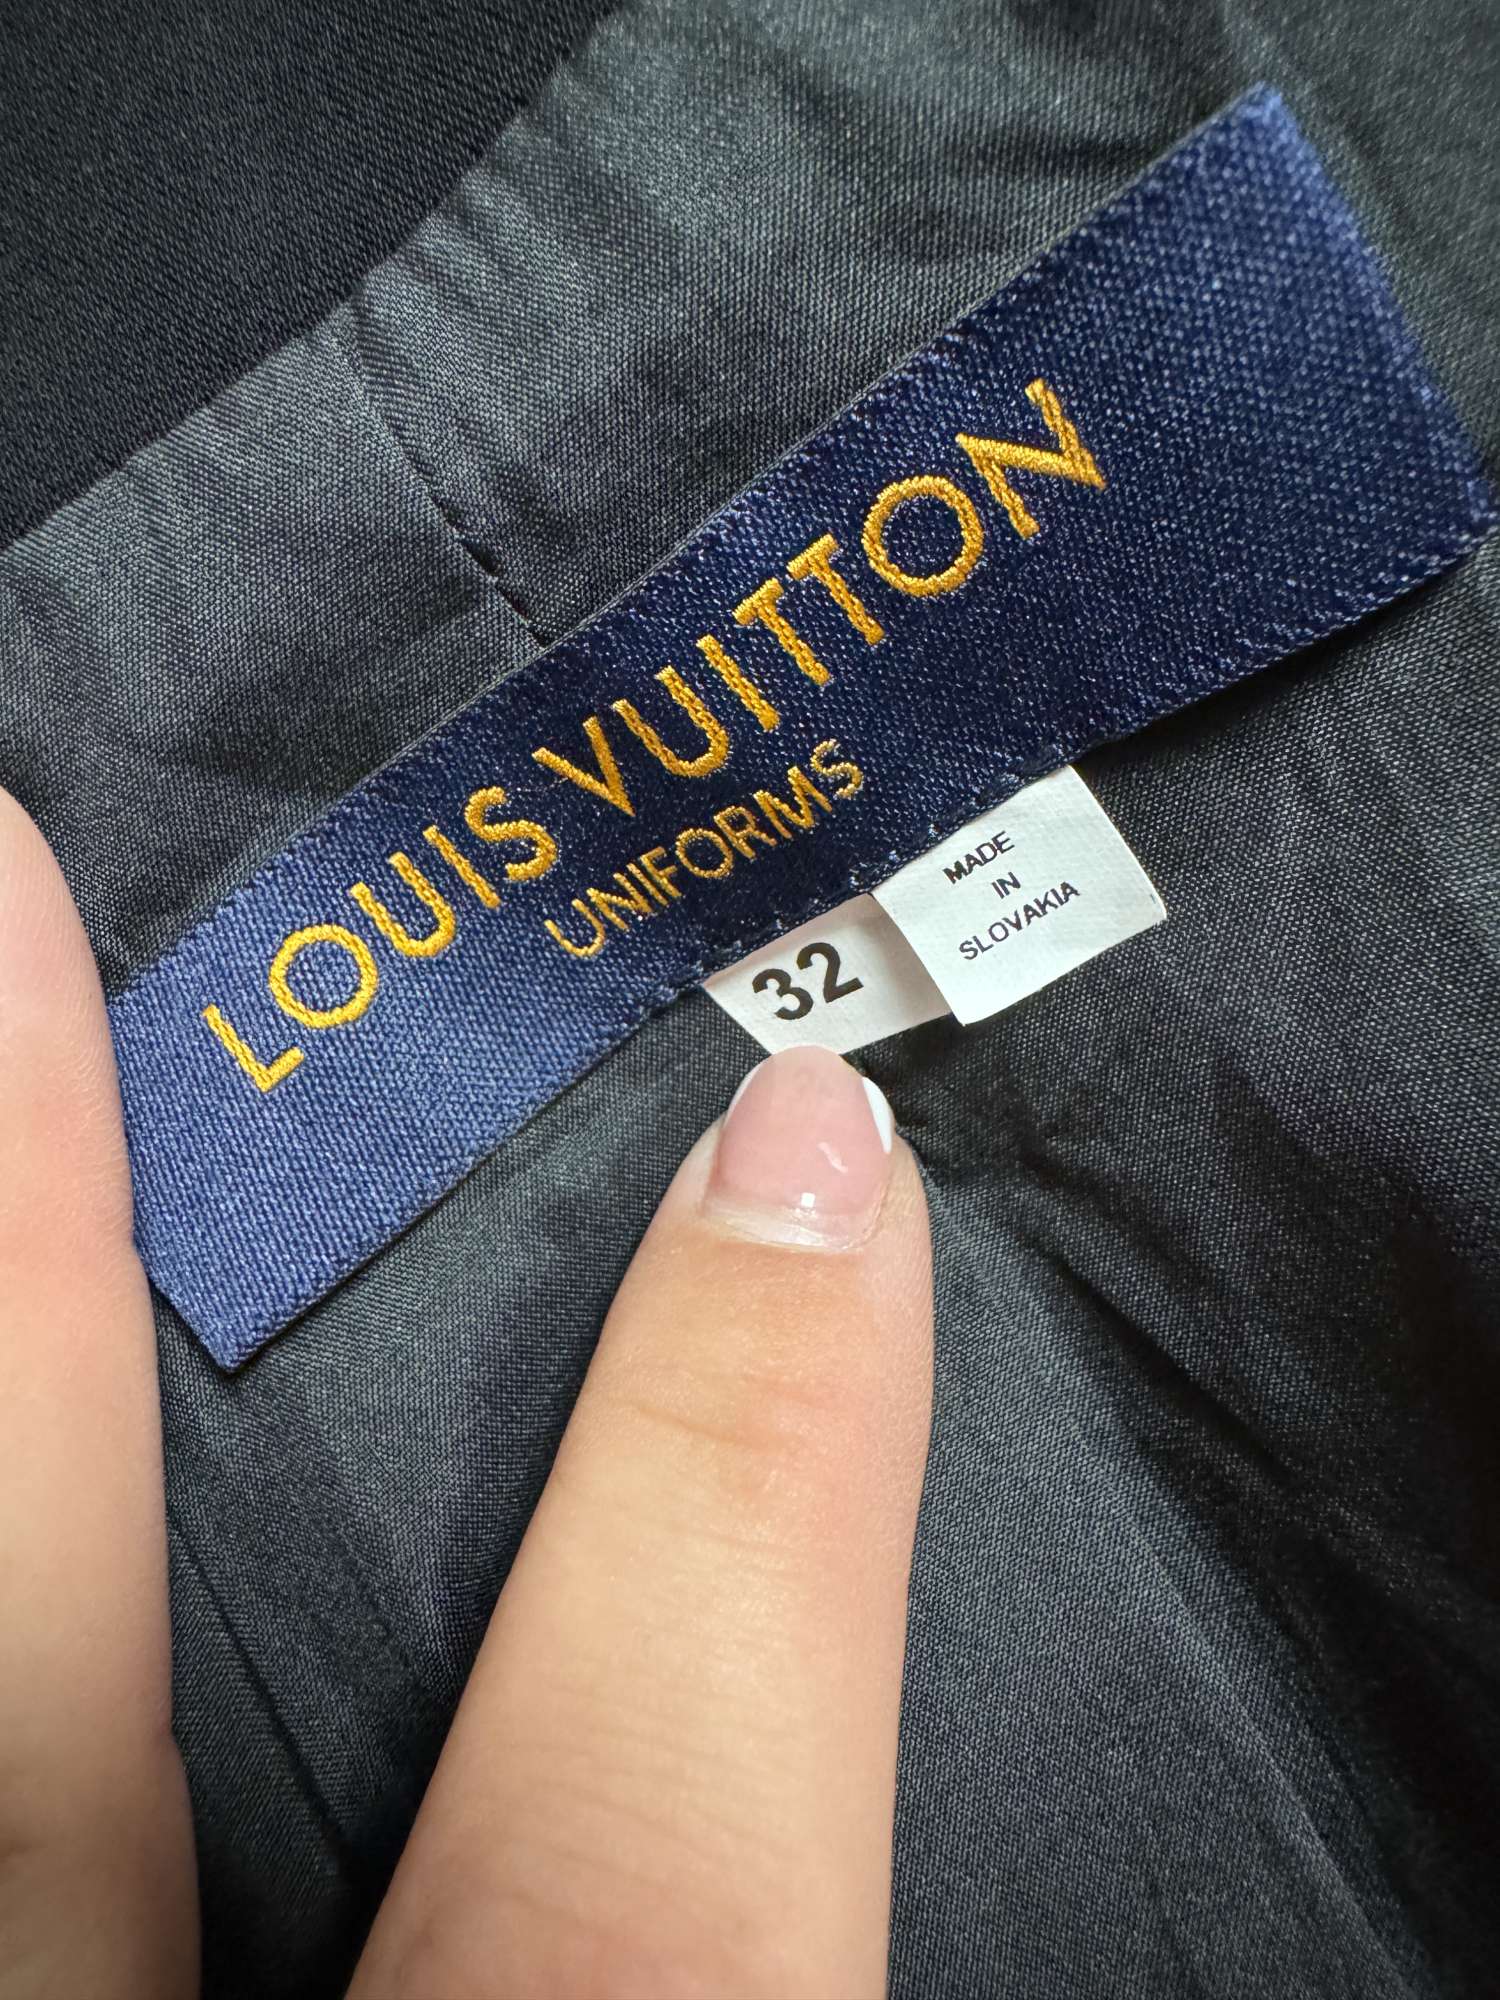 LOUIS VUITTON
UNIFORMS
32
MADE
IN
SLOVAKIA